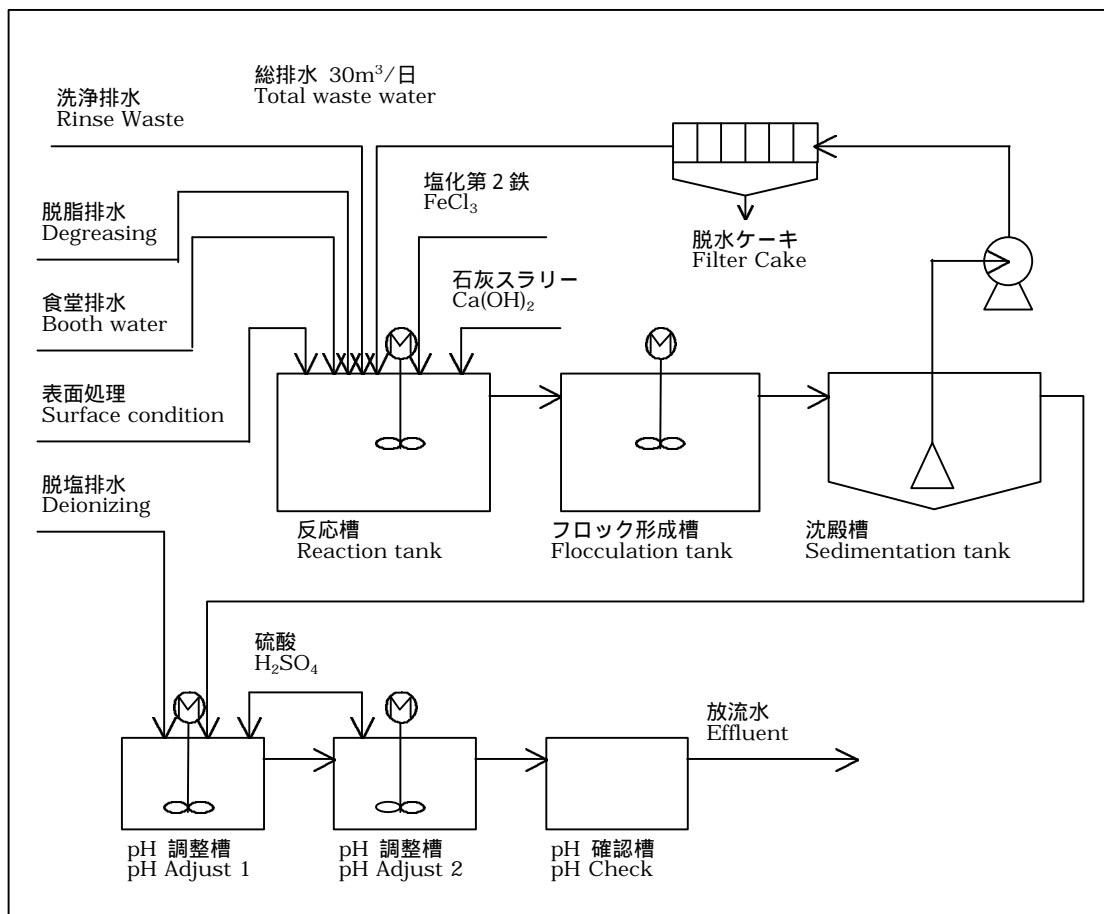 総排水 30m³/日
Total waste water
洗浄排水
Rinse Waste
塩化第2鉄
FeCl₃
脱脂排水
Degreasing
脱水ケーキ
Filter Cake
石灰スラリー
Ca(OH)₂
食堂排水
Booth water
M
M
表面処理
Surface condition
脱塩排水
Deionizing
反応槽
Reaction tank
フロック形成槽
Flocculation tank
沈殿槽
Sedimentation tank
硫酸
H₂SO₄
M
M
放流水
Effluent
pH 調整槽
pH Adjust 1
pH 調整槽
pH Adjust 2
pH 確認槽
pH Check